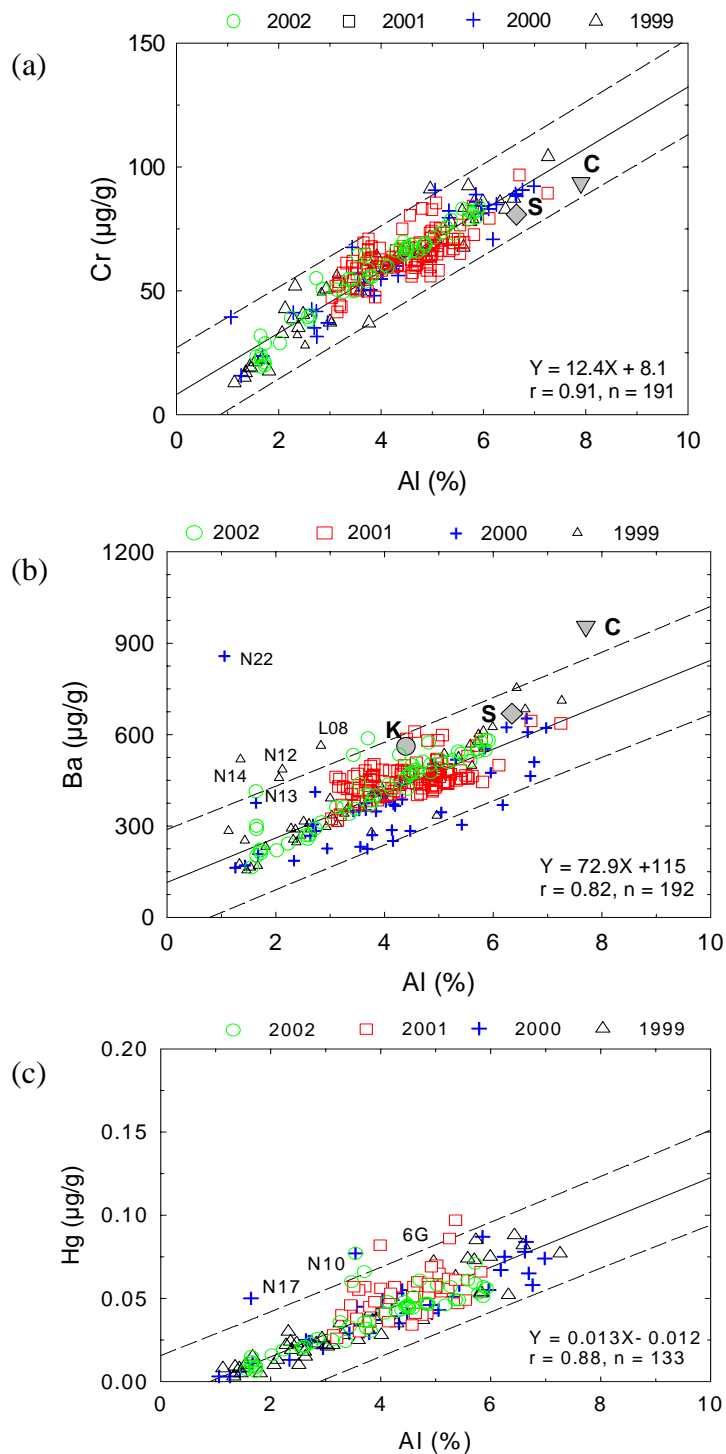 2002 2001 2000 1999
(a)
150
100
50
0
Cr (µg/g)
C
S
Y = 12.4X + 8.1
r = 0.91, n = 191
0 2 4 6 8 10
Al (%)
2002 2001 2000 1999
(b)
1200
900
600
300
0
Ba (µg/g)
N22
C
L08
K
S
N12
N14
N13
Y = 72.9X +115
r = 0.82, n = 192
0 2 4 6 8 10
Al (%)
2002 2001 2000 1999
(c)
0.20
0.15
0.10
0.05
0.00
Hg (µg/g)
6G
N10
N17
Y = 0.013X- 0.012
r = 0.88, n = 133
0 2 4 6 8 10
Al (%)